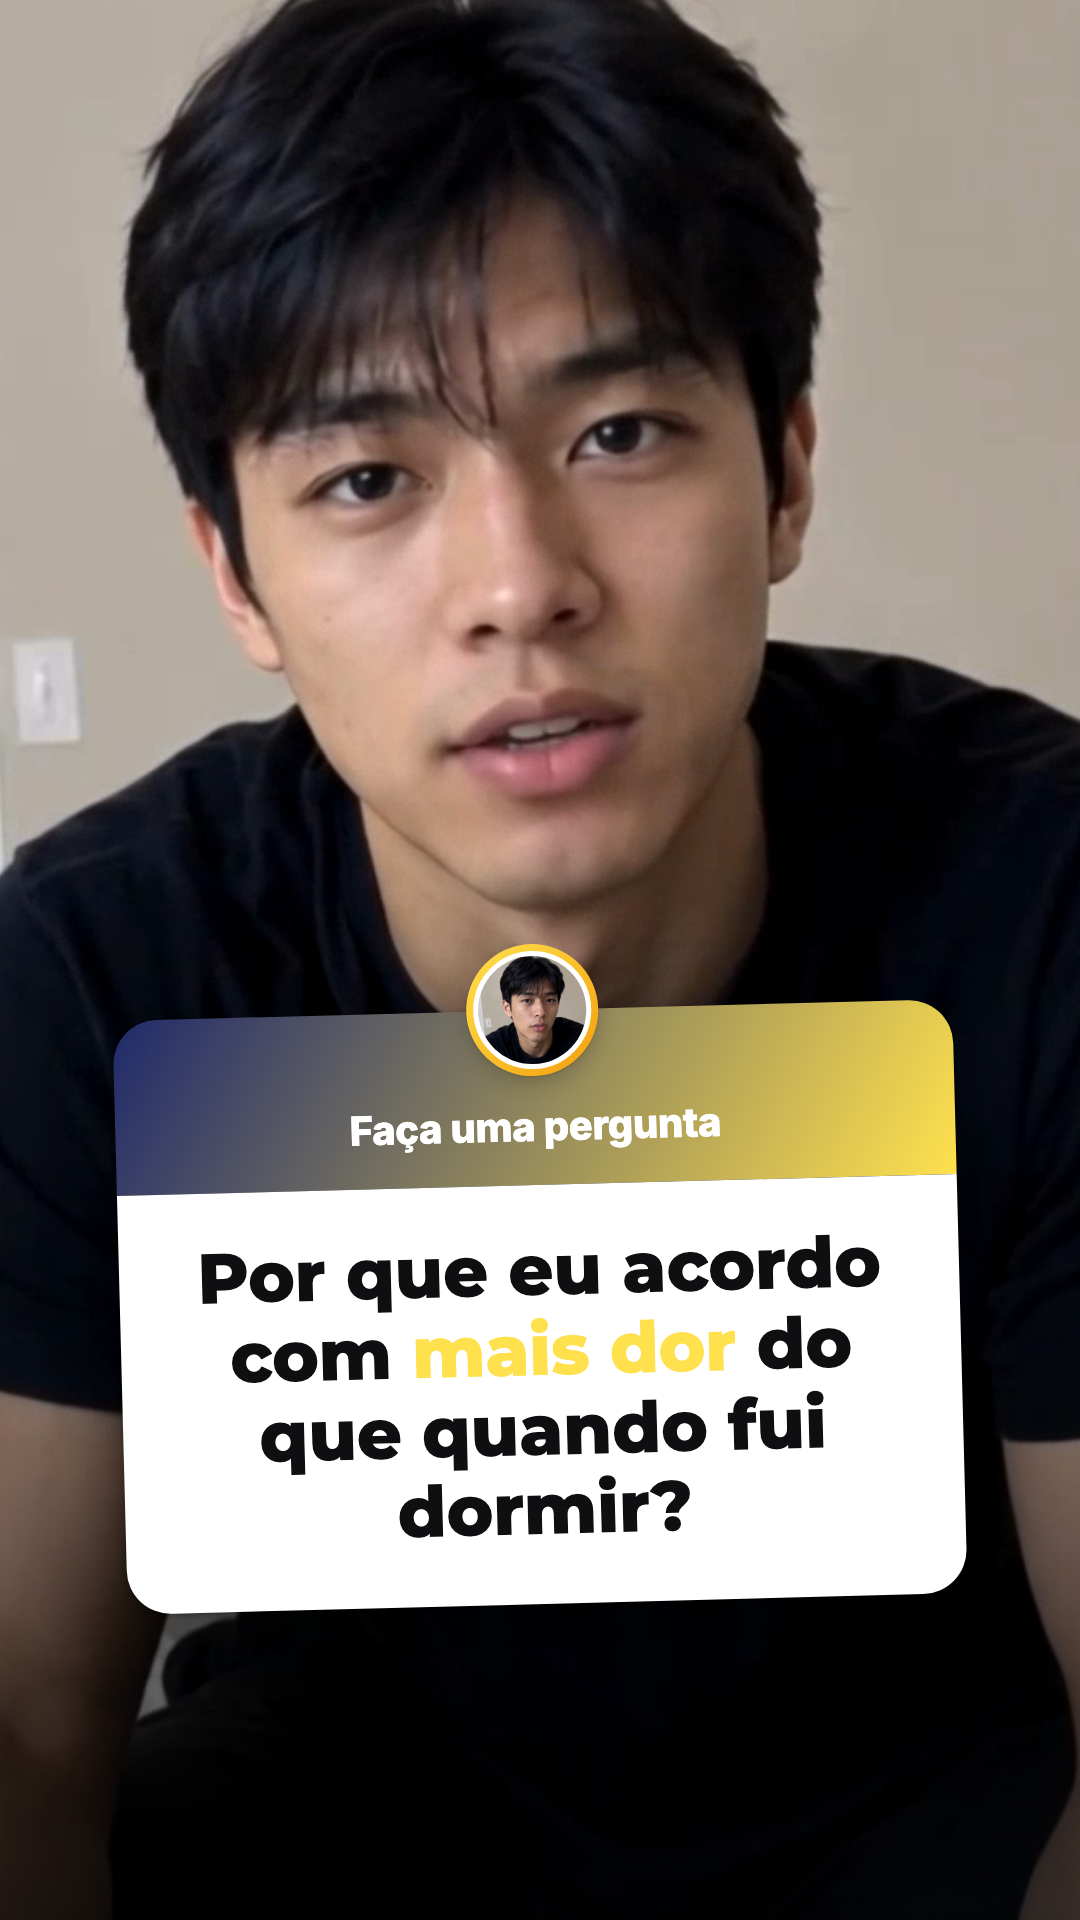 Faça uma pergunta
Por que eu acordo
com mais dor do
que quando fui
dormir?